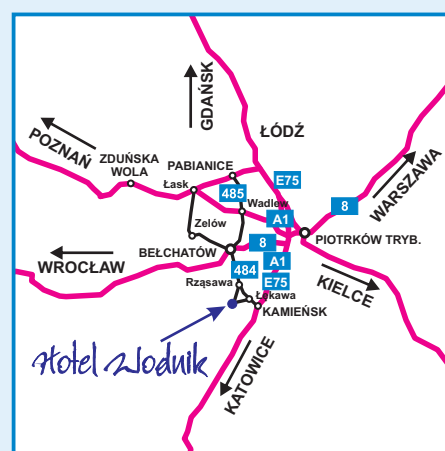 GDAŃSK
ŁÓDŹ
POZNAŃ
ZDUŃSKA
WOLA
PABIANICE
E75
WARSZAWA
Łask
485
Wadlew
8
A1
Zelów
PIOTRKÓW TRYB.
BEŁCHATÓW
8
WROCŁAW
484
A1
E75
KIELCE
Rząsawa
Łękawa
KAMIEŃSK
Hotel Wodnik
KATOWICE